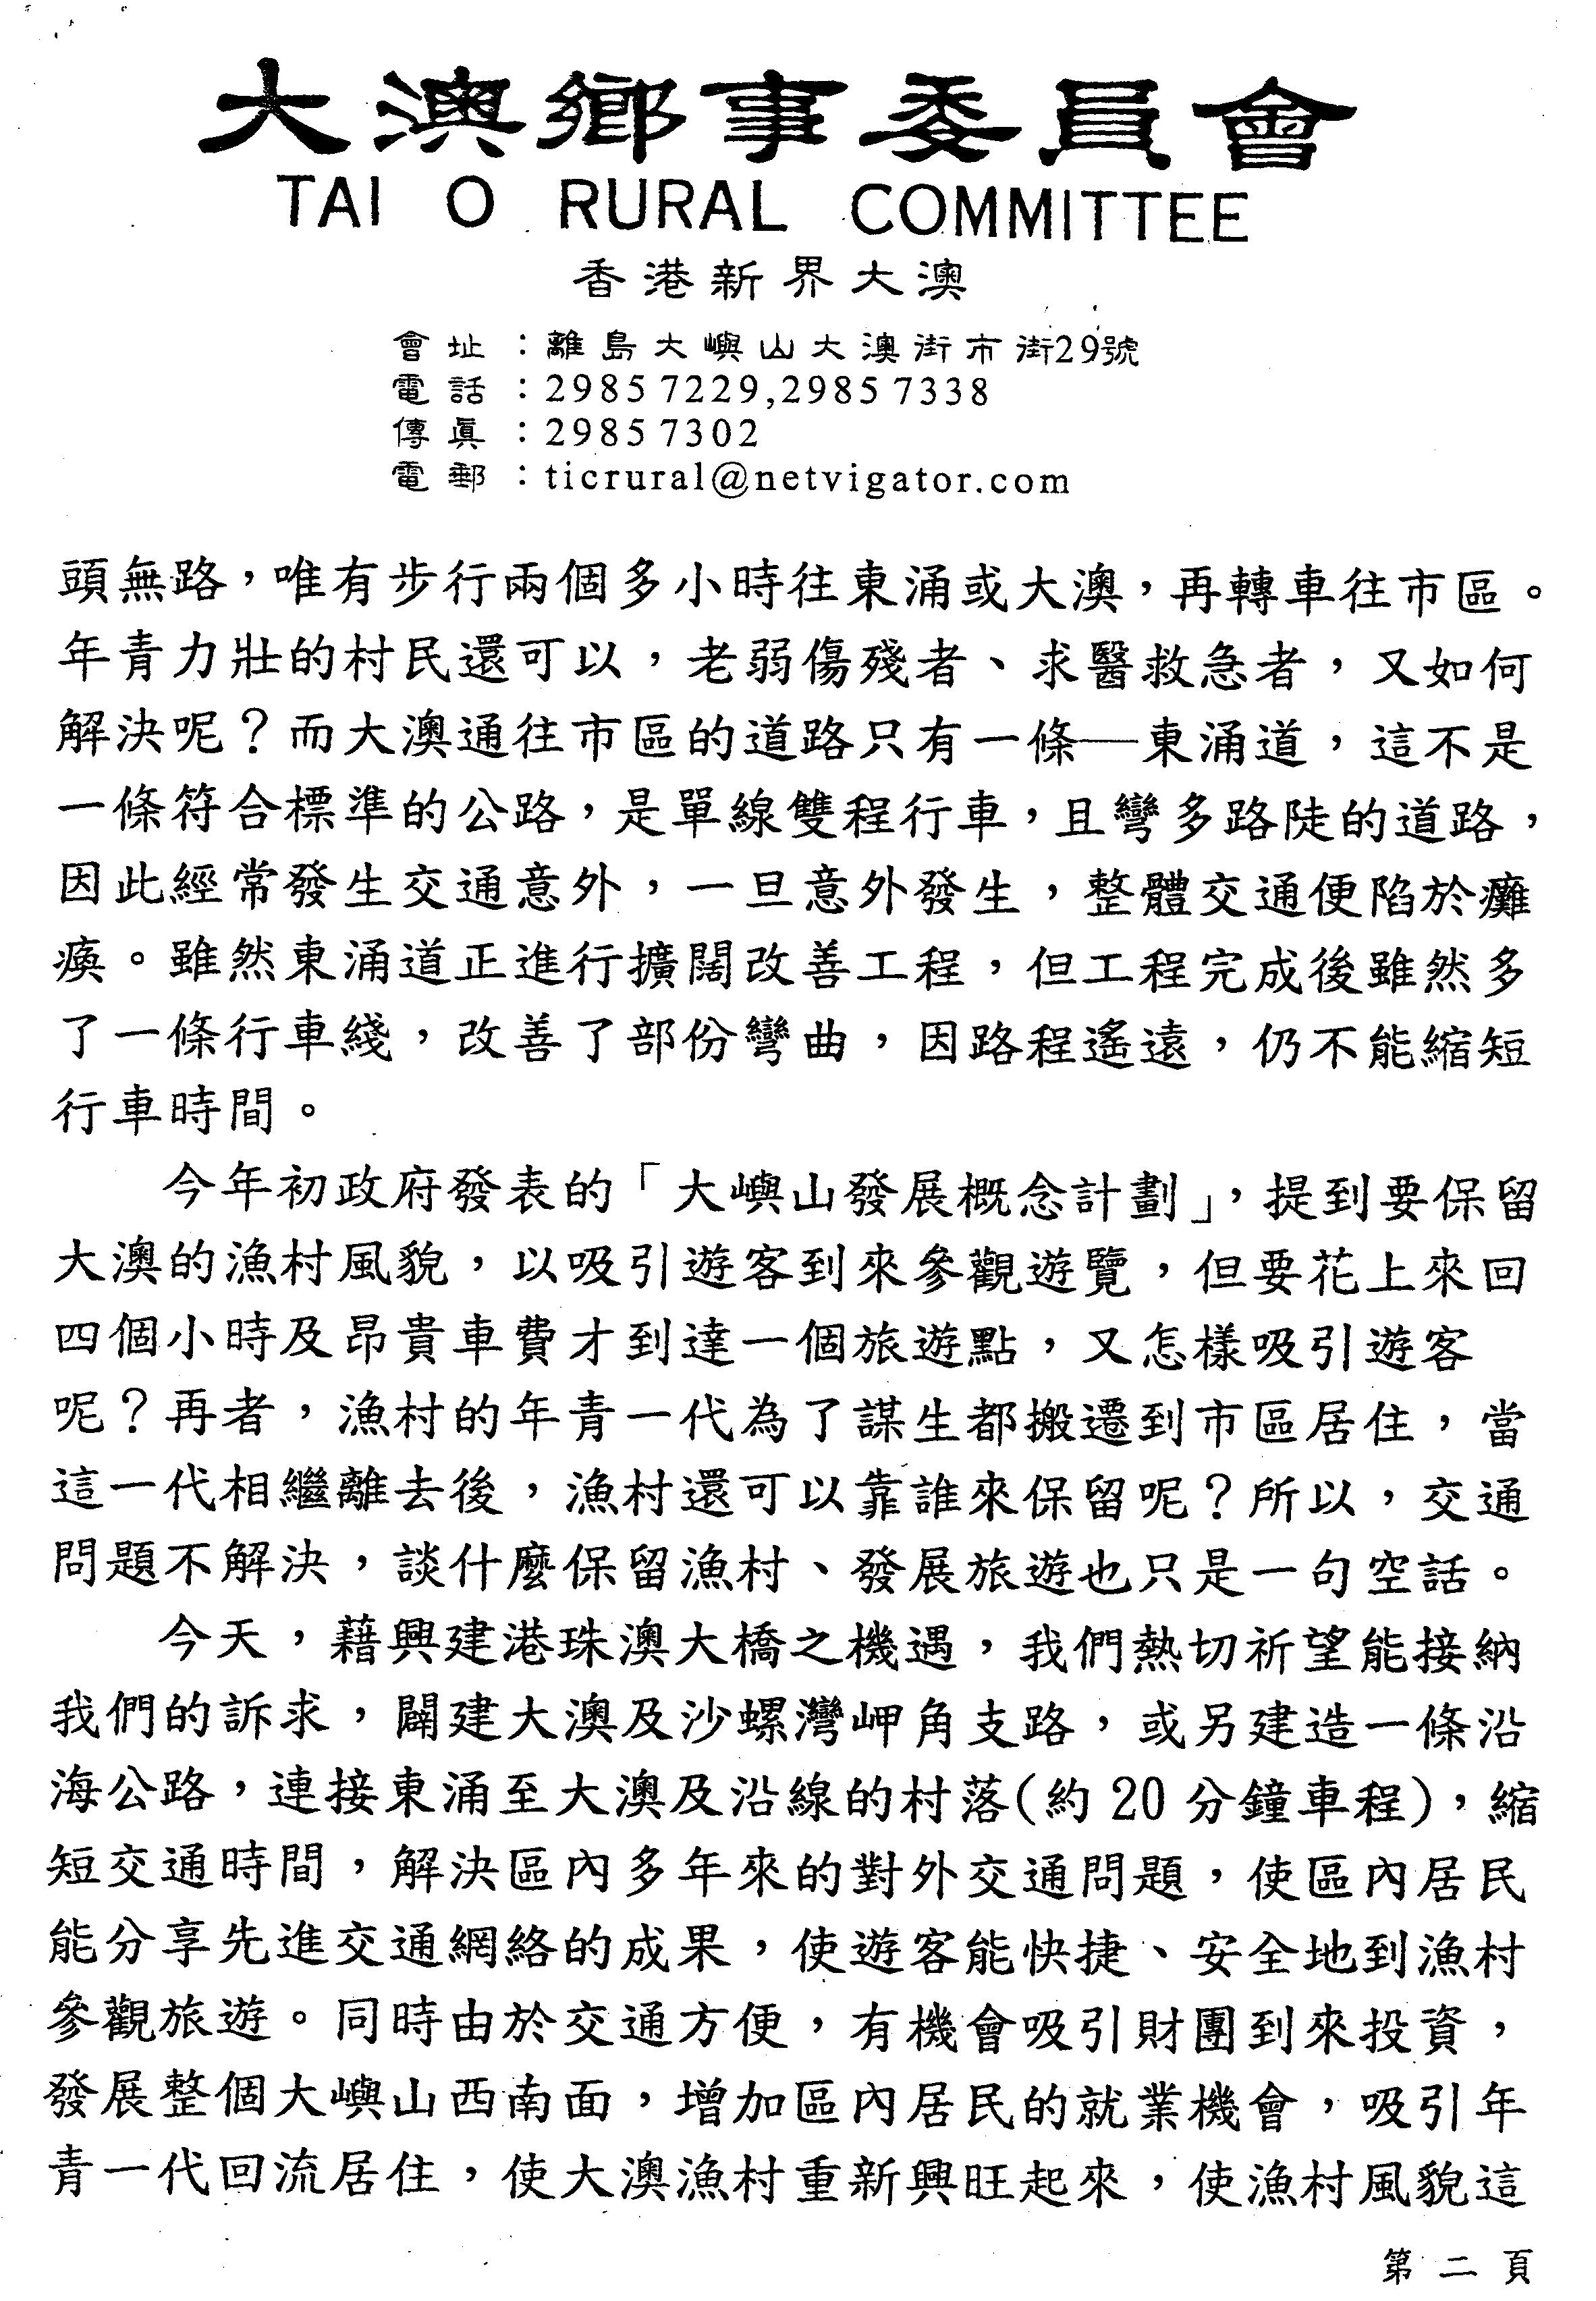 大澳鄉事委員會
TAI O RURAL COMMITTEE
香港新界大澳
會址：離島大嶼山大澳街市街29號
電話：2985 7229,2985 7338
傳真：2985 7302
電郵：ticrural@netvigator.com
頭無路，唯有步行兩個多小時往東涌或大澳，再轉車往市區。
年青力壯的村民還可以，老弱傷殘者、求醫救急者，又如何
解決呢？而大澳通往市區的道路只有一條──東涌道，這不是
一條符合標準的公路，是單線雙程行車，且彎多路陡的道路，
因此經常發生交通意外，一旦意外發生，整體交通便陷於癱
瘓。雖然東涌道正進行擴闊改善工程，但工程完成後雖然多
了一條行車綫，改善了部份彎曲，因路程遙遠，仍不能縮短
行車時間。
今年初政府發表的「大嶼山發展概念計劃」，提到要保留
大澳的漁村風貌，以吸引遊客到來參觀遊覽，但要花上來回
四個小時及昂貴車費才到達一個旅遊點，又怎樣吸引遊客
呢？再者，漁村的年青一代為了謀生都搬遷到市區居住，當
這一代相繼離去後，漁村還可以靠誰來保留呢？所以，交通
問題不解決，談什麼保留漁村、發展旅遊也只是一句空話。
今天，藉興建港珠澳大橋之機遇，我們熱切祈望能接納
我們的訴求，闢建大澳及沙螺灣岬角支路，或另建造一條沿
海公路，連接東涌至大澳及沿線的村落(約 20 分鐘車程)，縮
短交通時間，解決區內多年來的對外交通問題，使區內居民
能分享先進交通網絡的成果，使遊客能快捷、安全地到漁村
參觀旅遊。同時由於交通方便，有機會吸引財團到來投資，
發展整個大嶼山西南面，增加區內居民的就業機會，吸引年
青一代回流居住，使大澳漁村重新興旺起來，使漁村風貌這
第二頁